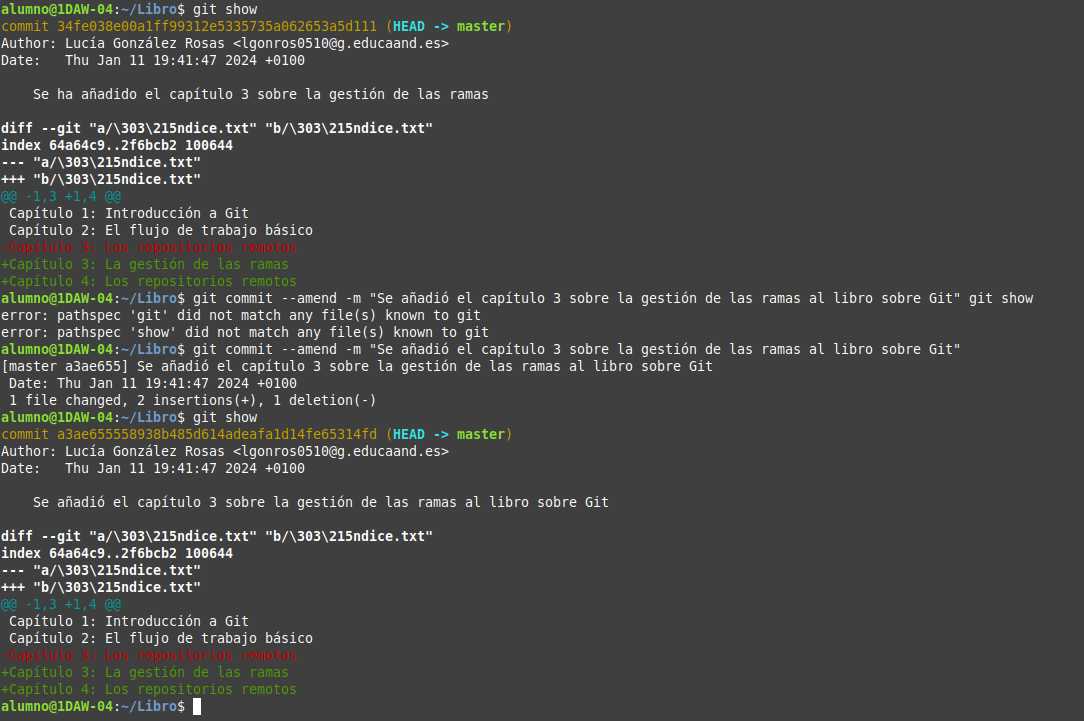 alumno@1DAW-04:~/Libro$ git show
commit 34fe038e00a1ff99312e5335735a062653a5d111 (HEAD -> master)
Author: Lucía González Rosas <lgonros0510@g.educaand.es>
Date:   Thu Jan 11 19:41:47 2024 +0100
    Se ha añadido el capítulo 3 sobre la gestión de las ramas
diff --git "a/\303\215ndice.txt" "b/\303\215ndice.txt"
index 64a64c9..2f6bcb2 100644
--- "a/\303\215ndice.txt"
+++ "b/\303\215ndice.txt"
@@ -1,3 +1,4 @@
 Capítulo 1: Introducción a Git
 Capítulo 2: El flujo de trabajo básico
-Capítulo 3: Los repositorios remotos
+Capítulo 3: La gestión de las ramas
+Capítulo 4: Los repositorios remotos
alumno@1DAW-04:~/Libro$ git commit --amend -m "Se añadió el capítulo 3 sobre la gestión de las ramas al libro sobre Git" git show
error: pathspec 'git' did not match any file(s) known to git
error: pathspec 'show' did not match any file(s) known to git
alumno@1DAW-04:~/Libro$ git commit --amend -m "Se añadió el capítulo 3 sobre la gestión de las ramas al libro sobre Git"
[master a3ae655] Se añadió el capítulo 3 sobre la gestión de las ramas al libro sobre Git
 Date: Thu Jan 11 19:41:47 2024 +0100
 1 file changed, 2 insertions(+), 1 deletion(-)
alumno@1DAW-04:~/Libro$ git show
commit a3ae655558938b485d614adeafa1d14fe65314fd (HEAD -> master)
Author: Lucía González Rosas <lgonros0510@g.educaand.es>
Date:   Thu Jan 11 19:41:47 2024 +0100
    Se añadió el capítulo 3 sobre la gestión de las ramas al libro sobre Git
diff --git "a/\303\215ndice.txt" "b/\303\215ndice.txt"
index 64a64c9..2f6bcb2 100644
--- "a/\303\215ndice.txt"
+++ "b/\303\215ndice.txt"
@@ -1,3 +1,4 @@
 Capítulo 1: Introducción a Git
 Capítulo 2: El flujo de trabajo básico
-Capítulo 3: Los repositorios remotos
+Capítulo 3: La gestión de las ramas
+Capítulo 4: Los repositorios remotos
alumno@1DAW-04:~/Libro$